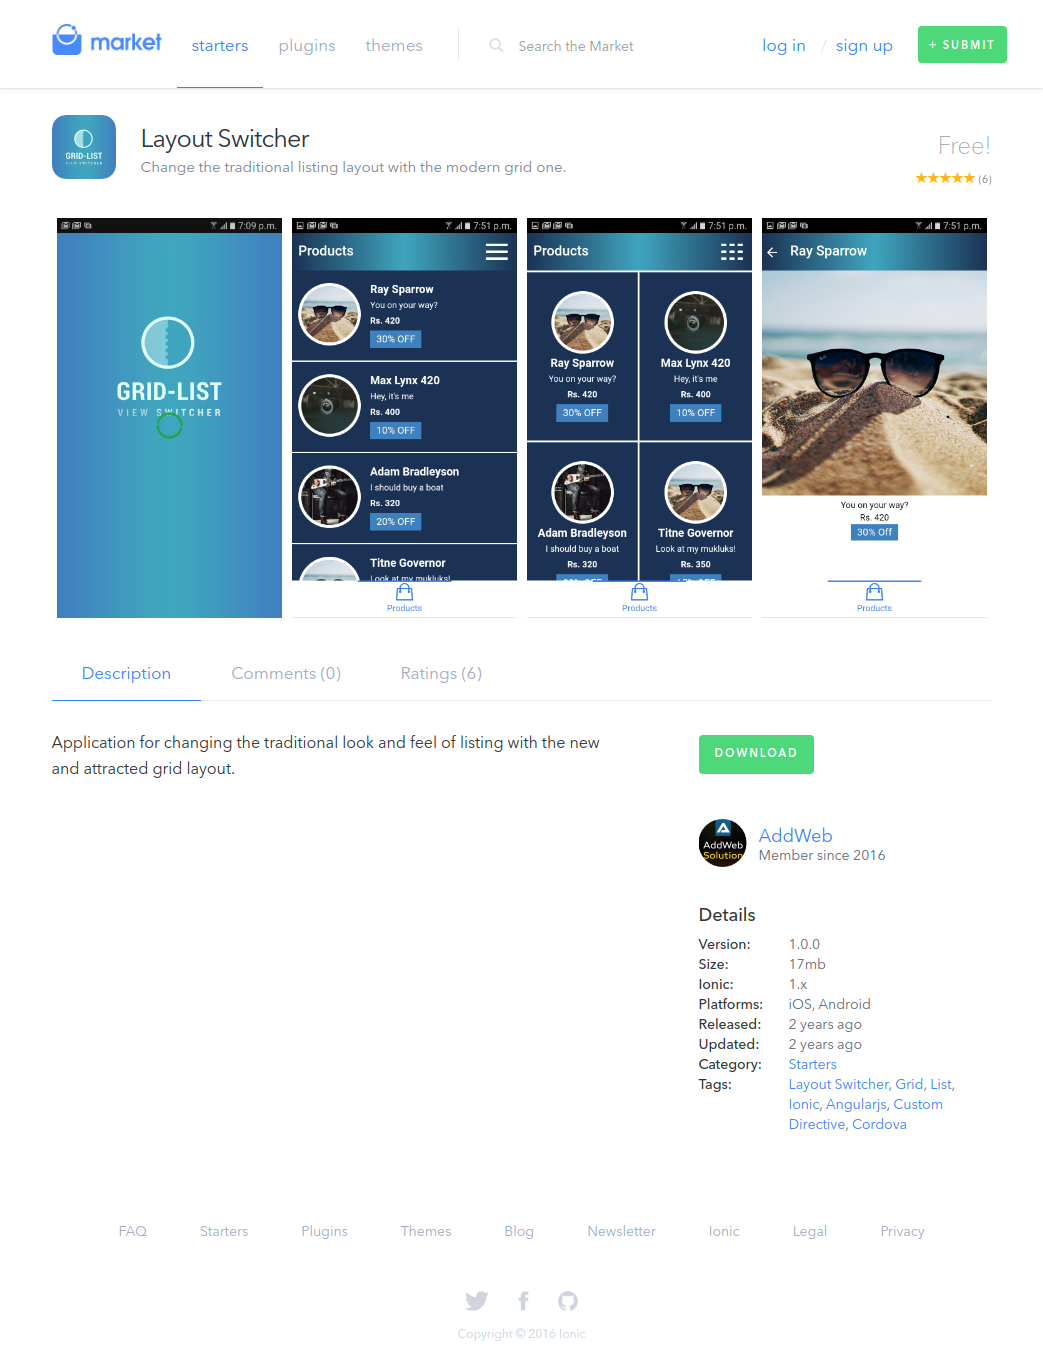 market
starters
plugins
themes
Search the Market
log in / sign up
+ SUBMIT
GRID-LIST
VIEW SWITCHER
Layout Switcher
Change the traditional listing layout with the modern grid one.
Free!
(6)
7:09 p.m.
GRID-LIST
VIEW SWITCHER
7:51 p.m.
Products
Ray Sparrow
You on your way?
Rs. 420
30% OFF
Max Lynx 420
Hey, it's me
Rs. 400
10% OFF
Adam Bradleyson
I should buy a boat
Rs. 320
20% OFF
Titne Governor
Look at my mukluks!
Products
7:51 p.m.
Products
Ray Sparrow
You on your way?
Rs. 420
30% OFF
Max Lynx 420
Hey, it's me
Rs. 400
10% OFF
Adam Bradleyson
I should buy a boat
Rs. 320
Titne Governor
Look at my mukluks!
Rs. 350
Products
7:51 p.m.
Ray Sparrow
You on your way?
Rs. 420
30% Off
Products
Description
Comments (0)
Ratings (6)
Application for changing the traditional look and feel of listing with the new
and attracted grid layout.
DOWNLOAD
AddWeb
Solution
AddWeb
Member since 2016
Details
Version: 1.0.0
Size: 17mb
Ionic: 1.x
Platforms: iOS, Android
Released: 2 years ago
Updated: 2 years ago
Category: Starters
Tags: Layout Switcher, Grid, List,
Ionic, Angularjs, Custom
Directive, Cordova
FAQ Starters Plugins Themes Blog Newsletter Ionic Legal Privacy
Copyright © 2016 Ionic